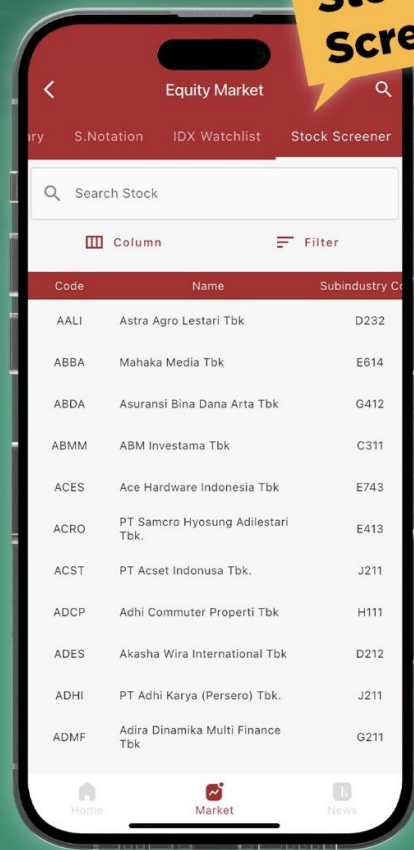 Equity Market
S.Notation IDX Watchlist Stock Screener
Search Stock
Column Filter
Code Name Subindustry
AALI Astra Agro Lestari Tbk D232
ABBA Mahaka Media Tbk E614
ABDA Asuransi Bina Dana Arta Tbk G412
ABMM ABM Investama Tbk C311
ACES Ace Hardware Indonesia Tbk E743
ACRO PT Samcro Hyosung Adilestari
Tbk. E413
ACST PT Acset Indonusa Tbk. J211
ADCP Adhi Commuter Properti Tbk H111
ADES Akasha Wira International Tbk D212
ADHI PT Adhi Karya (Persero) Tbk. J211
ADMF Adira Dinamika Multi Finance
Tbk G211
Home Market News